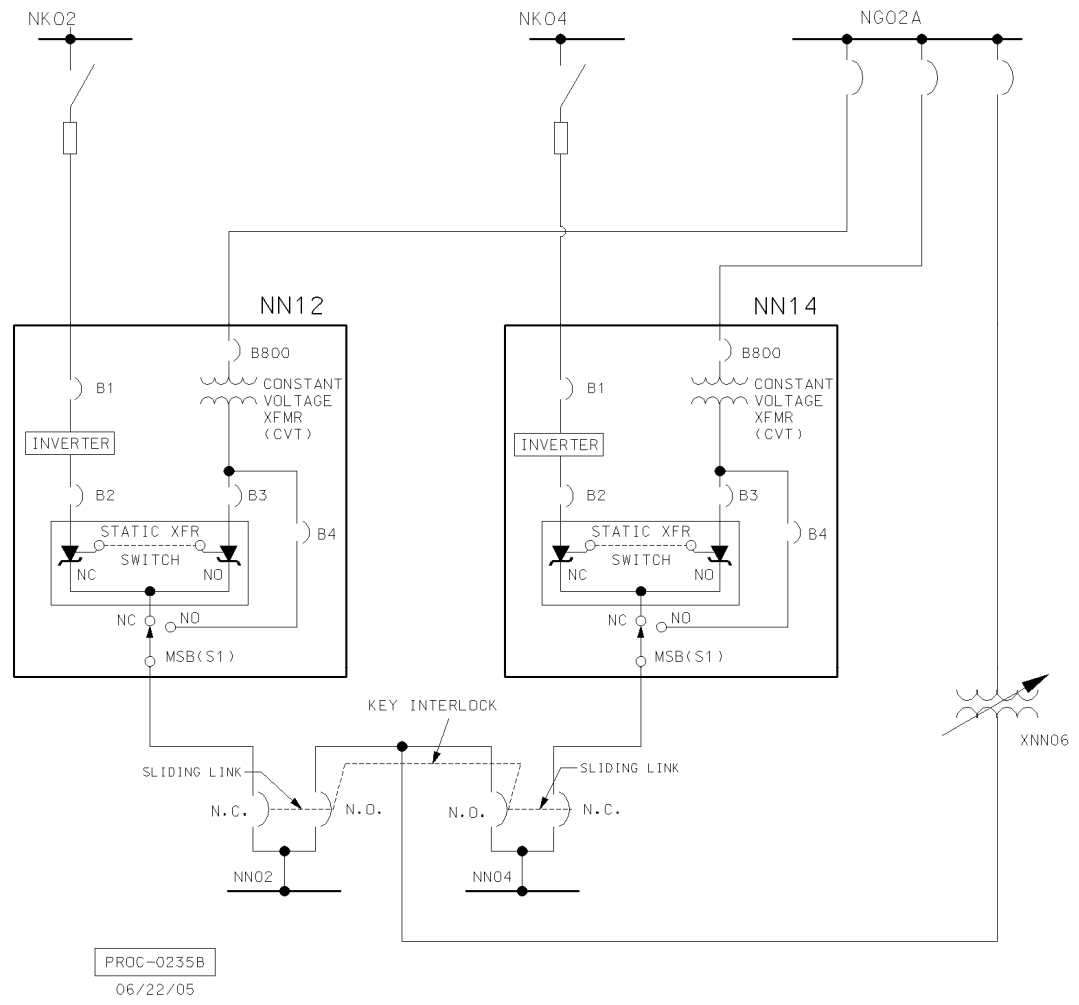 NK02
NK04
NG02A
NN12
NN14
B800
B800
B1
CONSTANT
VOLTAGE
XFMR
(CVT)
B1
CONSTANT
VOLTAGE
XFMR
(CVT)
INVERTER
INVERTER
B2
B3
B2
B3
B4
B4
STATIC XFR
SWITCH
NC
NO
STATIC XFR
SWITCH
NC
NO
NC
NO
NC
NO
MSB(S1)
MSB(S1)
KEY INTERLOCK
XNN06
SLIDING LINK
SLIDING LINK
N.C.
N.O.
N.O.
N.C.
NN02
NN04
PROC-0235B
06/22/05